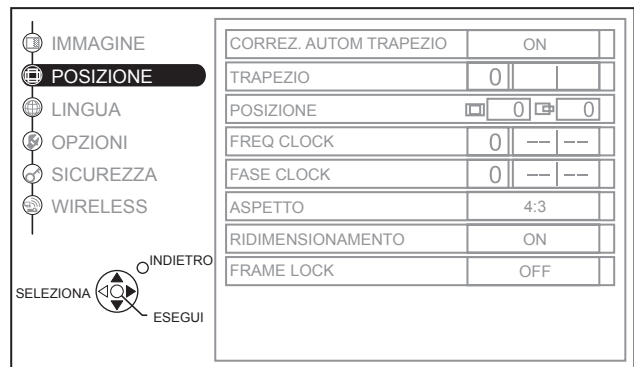 IMMAGINE
POSIZIONE
LINGUA
OPZIONI
SICUREZZA
WIRELESS
INDIETRO
SELEZIONA
ESEGUI
CORREZ. AUTOM TRAPEZIO ON
TRAPEZIO 0
POSIZIONE 0 0
FREQ CLOCK 0 -- --
FASE CLOCK 0 -- --
ASPETTO 4:3
RIDIMENSIONAMENTO ON
FRAME LOCK OFF